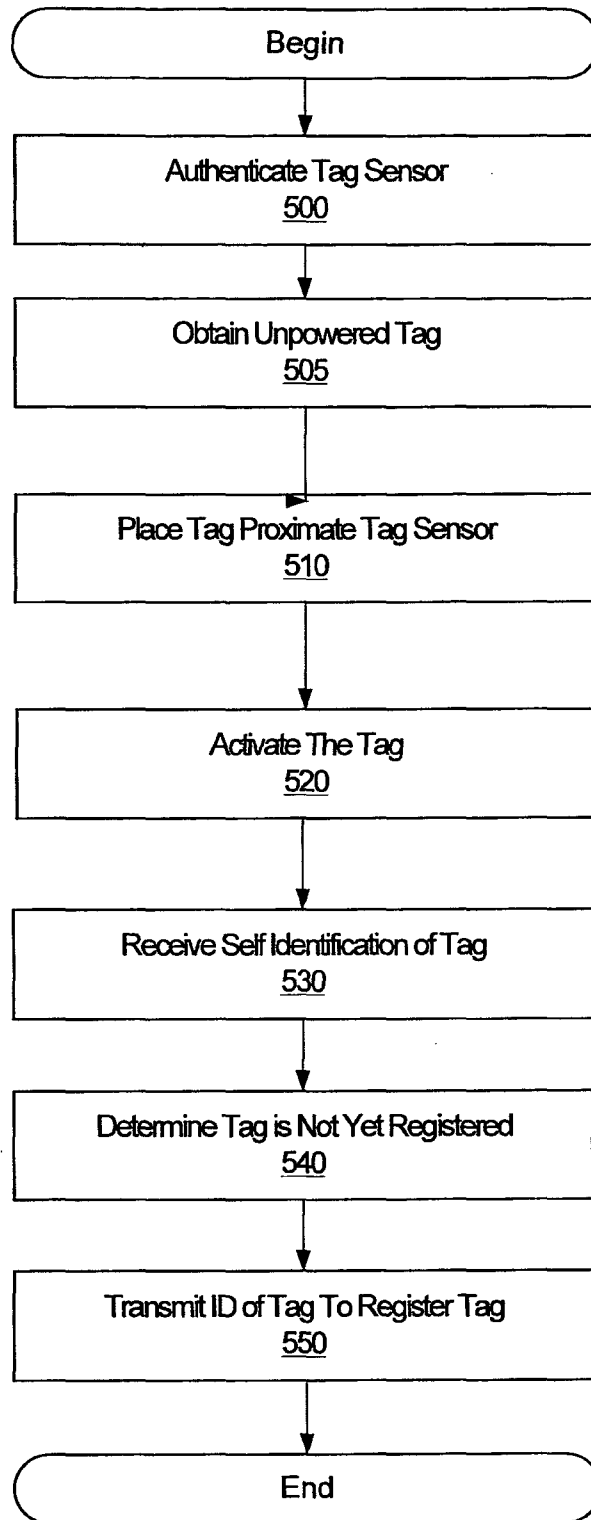 Begin
Authenticate Tag Sensor
500
Obtain Unpowered Tag
505
Place Tag Proximate Tag Sensor
510
Activate The Tag
520
Receive Self Identification of Tag
530
Determine Tag is Not Yet Registered
540
Transmit ID of Tag To Register Tag
550
End